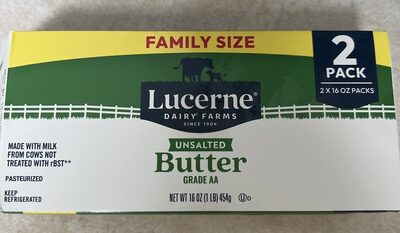 FAMILY SIZE
2
PACK
2 X 16 OZ PACKS
Lucerne®
DAIRY FARMS
SINCE 1904
UNSALTED
Butter
GRADE AA
MADE WITH MILK
FROM COWS NOT
TREATED WITH rBST**
PASTEURIZED
KEEP
REFRIGERATED
NET WT 16 OZ (1 LB) 454g
U D